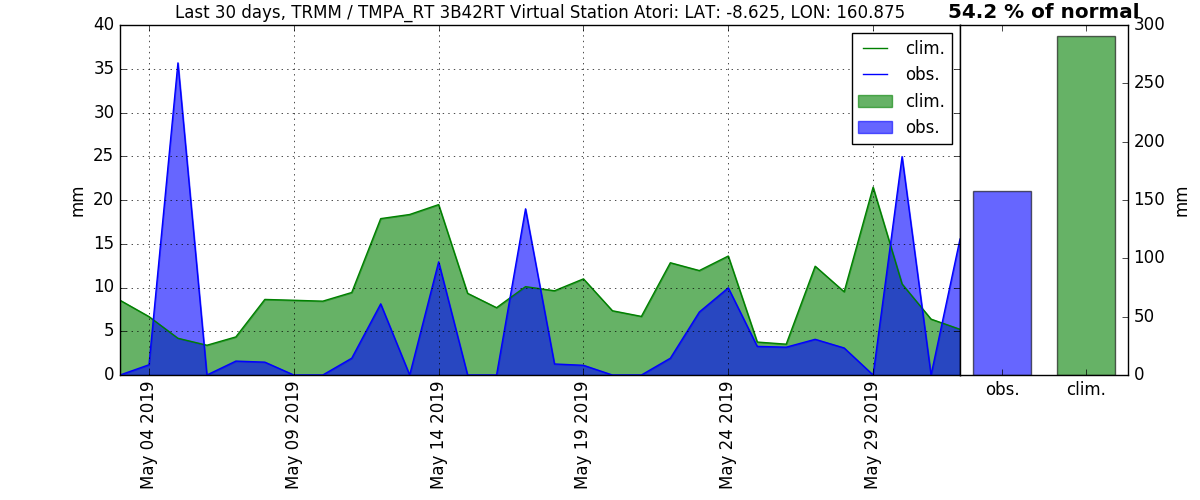 Last 30 days, TRMM / TMPA_RT 3B42RT Virtual Station Atori: LAT: -8.625, LON: 160.875
54.2 % of normal
40
35
30
25
20
15
10
5
0
mm
clim.
obs.
clim.
obs.
May 04 2019
May 09 2019
May 14 2019
May 19 2019
May 24 2019
May 29 2019
300
250
200
150
100
50
0
mm
obs.
clim.